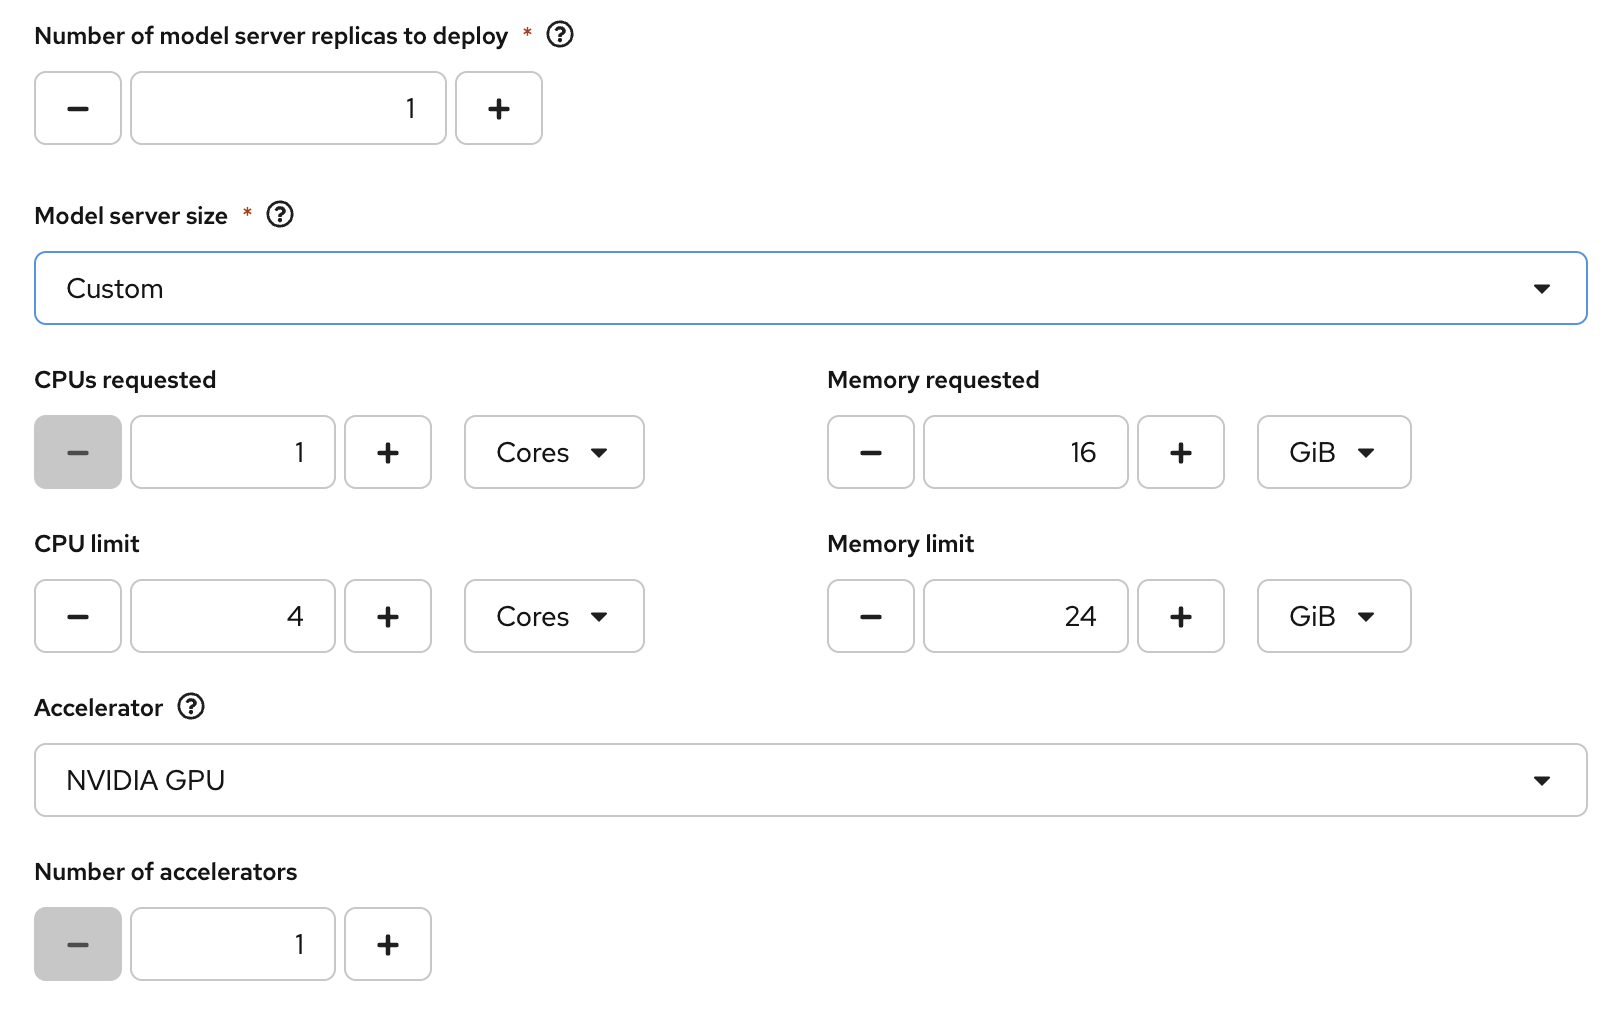 Number of model server replicas to deploy *
1
Model server size *
Custom
CPUs requested
1 Cores
Memory requested
16 GiB
CPU limit
4 Cores
Memory limit
24 GiB
Accelerator
NVIDIA GPU
Number of accelerators
1